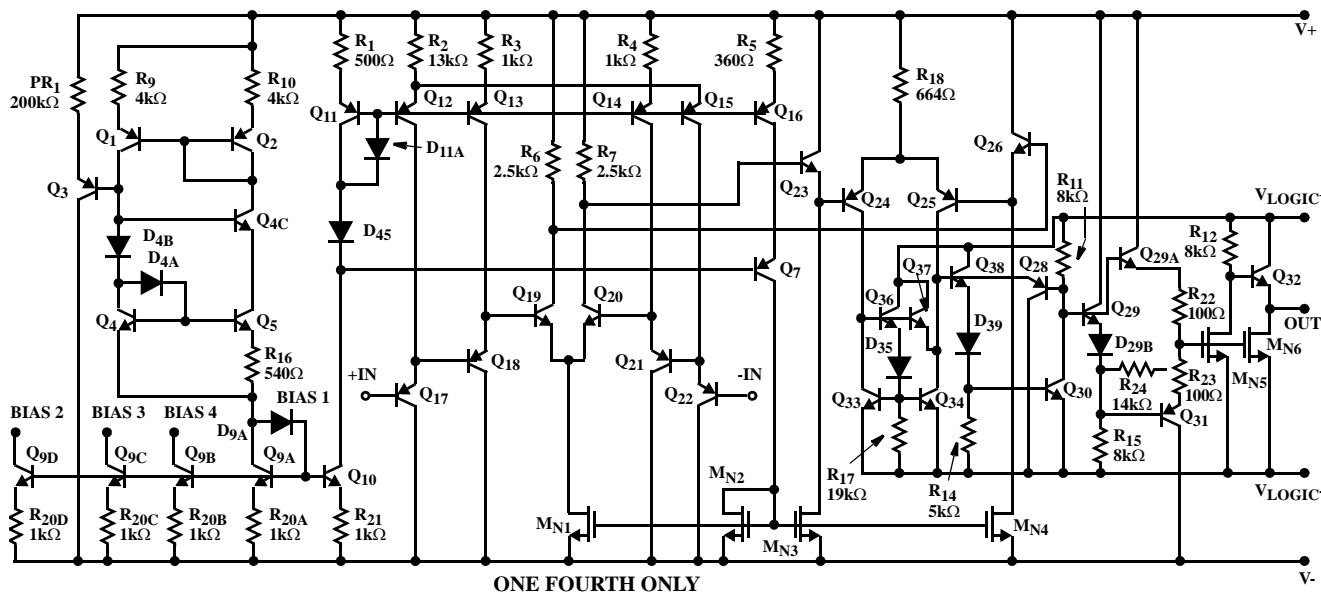 V+
PR1
200kΩ
R9
4kΩ
R10
4kΩ
R1
500Ω
R2
13kΩ
R3
1kΩ
R4
1kΩ
R5
360Ω
R18
664Ω
Q1
Q2
Q11
Q12
Q13
Q14
Q15
Q16
D11A
R6
2.5kΩ
R7
2.5kΩ
Q23
Q26
Q3
Q4C
Q24
Q25
R11
8kΩ
VLOGIC+
D4B
D4A
D45
Q7
R12
8kΩ
Q29A
Q32
Q4
Q5
Q19
Q20
Q36
Q37
Q38
Q28
R22
100Ω
Q29
OUT
R16
540Ω
D35
D39
D29B
MN5
MN6
+IN
Q17
Q18
Q21
Q22
-IN
Q33
Q34
Q30
R24
14kΩ
R23
100Ω
Q31
BIAS 2
BIAS 3
BIAS 4
BIAS 1
D9A
Q9D
Q9C
Q9B
Q9A
Q10
R17
19kΩ
R14
5kΩ
R15
8kΩ
VLOGIC-
R20D
1kΩ
R20C
1kΩ
R20B
1kΩ
R20A
1kΩ
R21
1kΩ
MN1
MN2
MN3
MN4
V-
ONE FOURTH ONLY